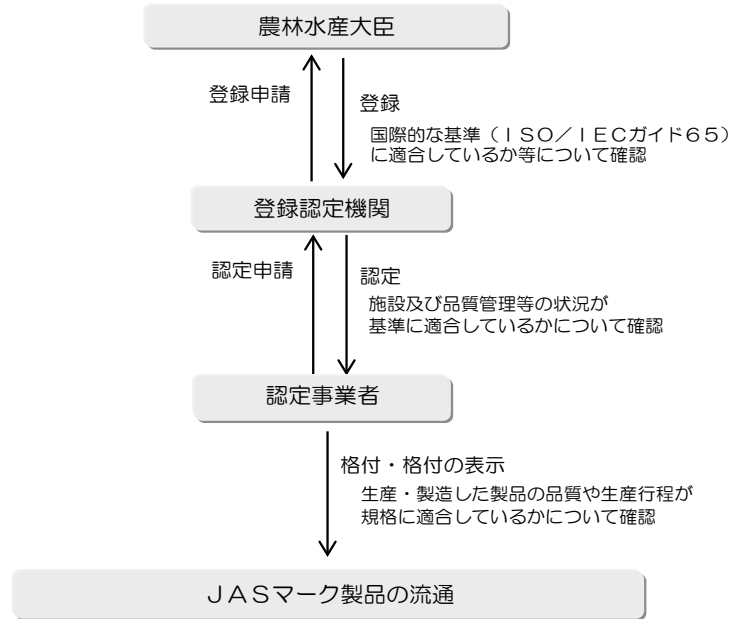 農林水産大臣
登録申請
登録
国際的な基準（ＩＳＯ／ＩＥＣガイド６５）
に適合しているか等について確認
登録認定機関
認定申請
認定
施設及び品質管理等の状況が
基準に適合しているかについて確認
認定事業者
格付・格付の表示
生産・製造した製品の品質や生産行程が
規格に適合しているかについて確認
ＪＡＳマーク製品の流通